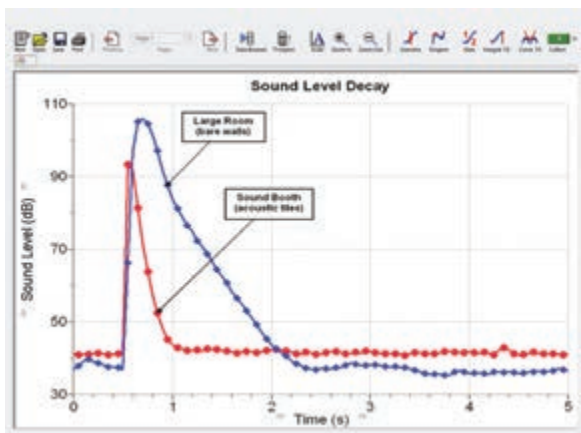 Sound Level Decay
110
90
70
50
30
Sound Level (dB)
Large Room
(bare walls)
Sound Booth
(acoustic tiles)
0
1
2
3
4
5
Time (s)